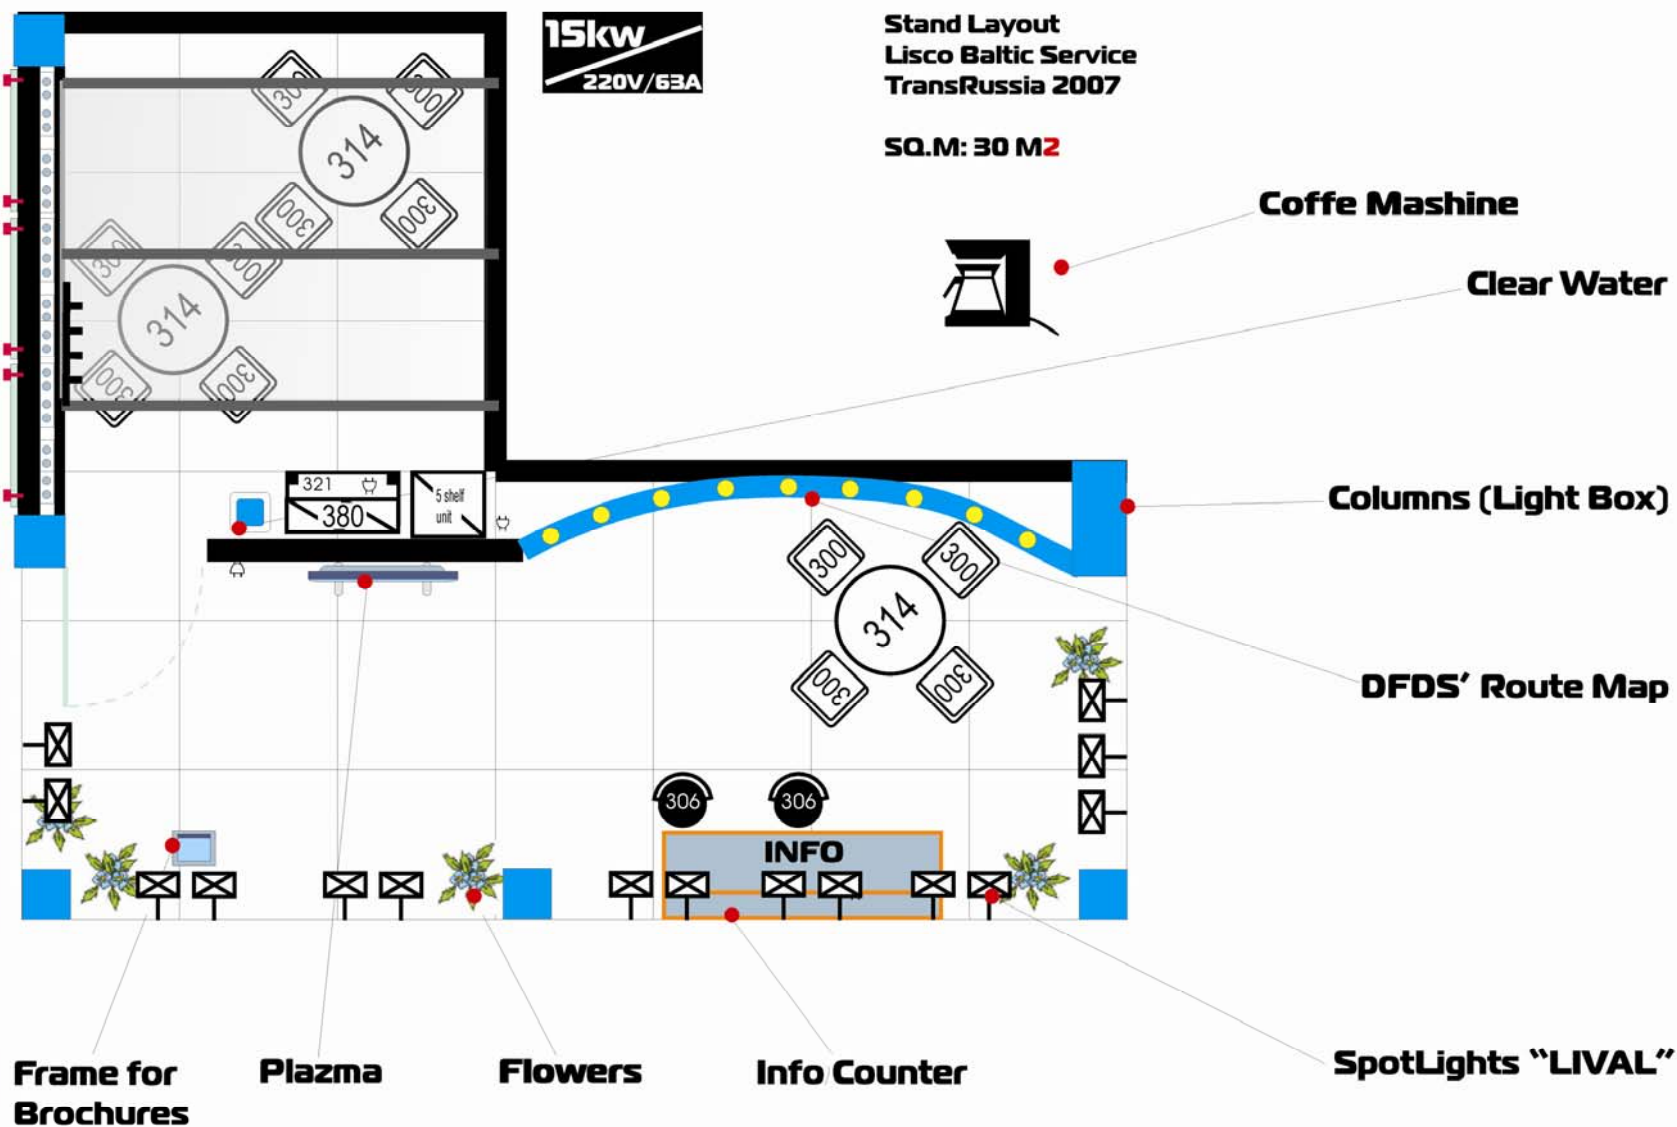 15kw
220V/63A
Stand Layout
Lisco Baltic Service
TransRussia 2007
SQ.M: 30 M2
Coffe Mashine
Clear Water
Columns (Light Box)
DFDS’ Route Map
SpotLights “LIVAL”
300
300
314
300
300
300
300
314
300
300
321
380
5 shelf
unit
300
300
314
300
300
306
306
INFO
Frame for
Brochures
Plazma
Flowers
Info Counter